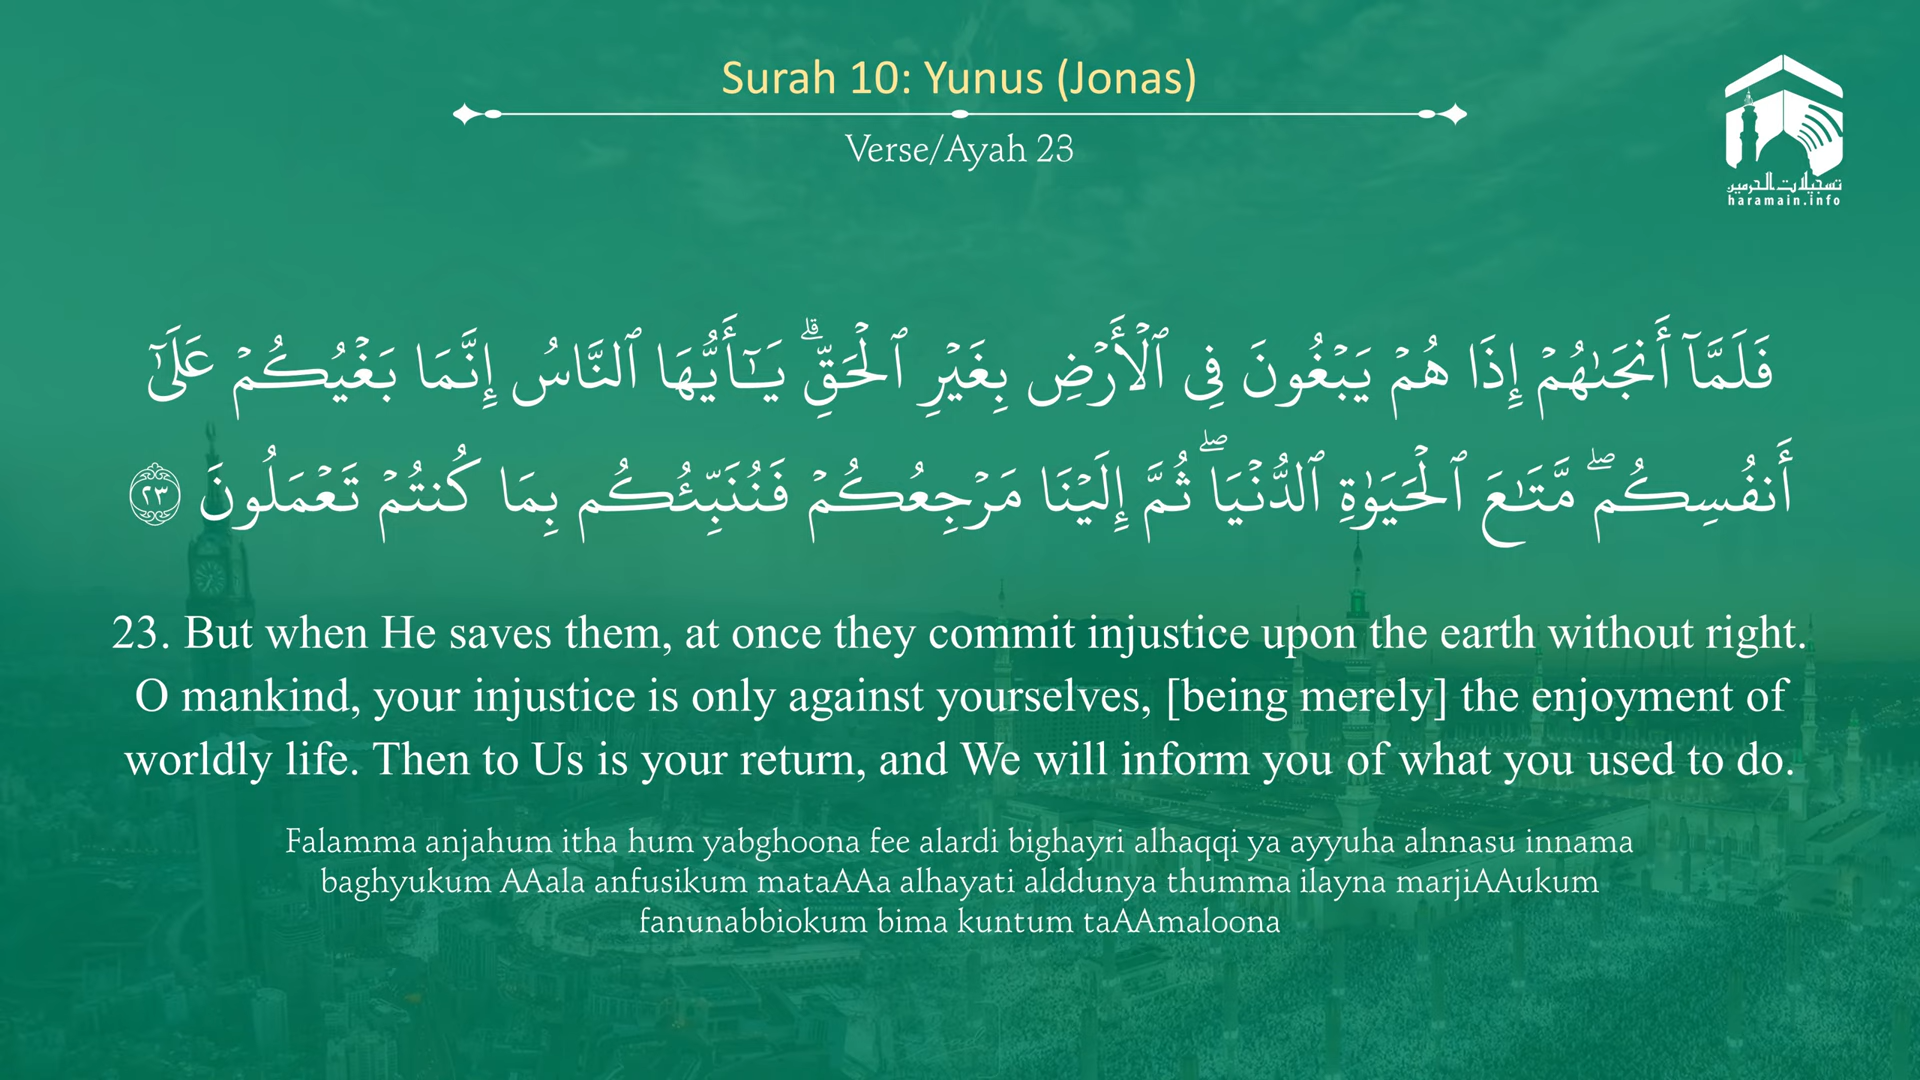 Surah 10: Yunus (Jonas)
Verse/Ayah 23
تسجيلات الحرمين
haramain.info
فَلَمَّآ أَنجَىٰهُمْ إِذَا هُمْ يَبْغُونَ فِى ٱلْأَرْضِ بِغَيْرِ ٱلْحَقِّ ۗ يَـٰٓأَيُّهَا ٱلنَّاسُ إِنَّمَا بَغْيُكُمْ عَلَىٰٓ
أَنفُسِكُم ۖ مَّتَـٰعَ ٱلْحَيَوٰةِ ٱلدُّنْيَا ۖ ثُمَّ إِلَيْنَا مَرْجِعُكُمْ فَنُنَبِّئُكُم بِمَا كُنتُمْ تَعْمَلُونَ ٢٣
23. But when He saves them, at once they commit injustice upon the earth without right.
O mankind, your injustice is only against yourselves, [being merely] the enjoyment of
worldly life. Then to Us is your return, and We will inform you of what you used to do.
Falamma anjahum itha hum yabghoona fee alardi bighayri alhaqqi ya ayyuha alnnasu innama
baghyukum AAala anfusikum mataAAa alhayati alddunya thumma ilayna marjiAAukum
fanunabbiokum bima kuntum taAAmaloona